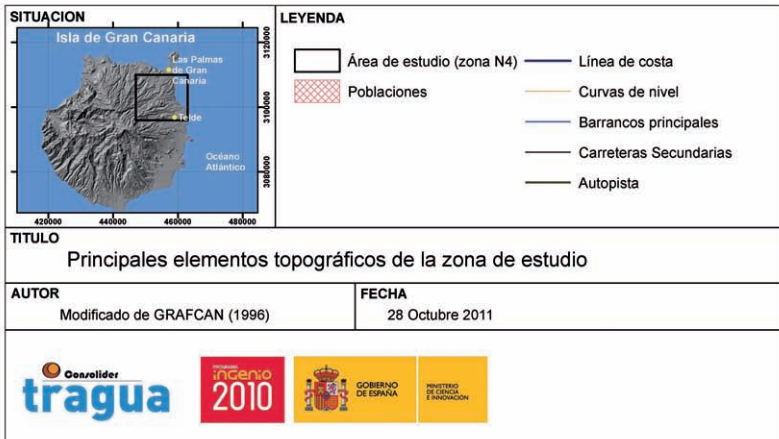 SITUACION
Isla de Gran Canaria
Las Palmas
de Gran
Canaria
Telde
Océano
Atlántico
3120000
3100000
3080000
420000 440000 460000 480000
LEYENDA
Área de estudio (zona N4)
Poblaciones
Línea de costa
Curvas de nivel
Barrancos principales
Carreteras Secundarias
Autopista
TITULO
Principales elementos topográficos de la zona de estudio
AUTOR
Modificado de GRAFCAN (1996)
FECHA
28 Octubre 2011
Consolider
tragua
PROGRAMA
iNGENiO
2010
GOBIERNO
DE ESPAÑA
MINISTERIO
DE CIENCIA
E INNOVACIÓN